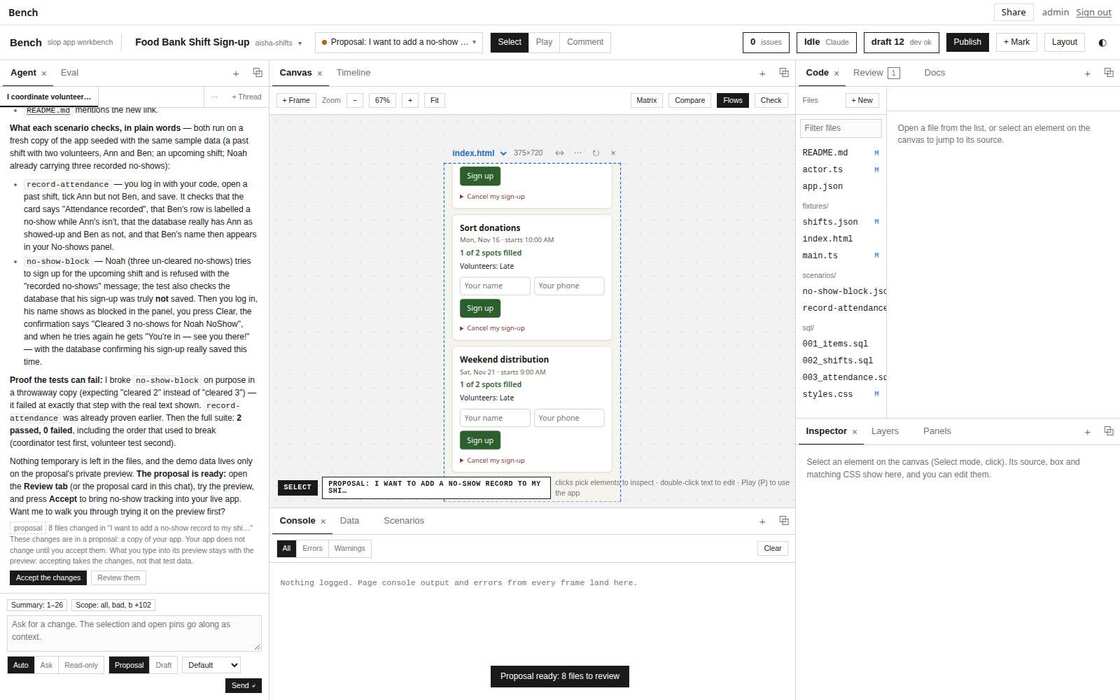 Bench
Share admin Sign out
Bench slop app workbench Food Bank Shift Sign-up aisha-shifts ▾ Proposal: I want to add a no-show … ▾ Select Play Comment 0 issues Idle Claude draft 12 dev ok Publish + Mark Layout
Agent × Eval +
I coordinate volunteer… ··· + Thread
README.md mentions the new link.
What each scenario checks, in plain words — both run on a
fresh copy of the app seeded with the same sample data (a past
shift with two volunteers, Ann and Ben; an upcoming shift; Noah
already carrying three recorded no-shows):
• record-attendance — you log in with your code, open a
past shift, tick Ann but not Ben, and save. It checks that the
card says "Attendance recorded", that Ben's row is labelled a
no-show while Ann's isn't, that the database really has Ann as
showed-up and Ben as not, and that Ben's name then appears
in your No-shows panel.
• no-show-block — Noah (three un-cleared no-shows) tries
to sign up for the upcoming shift and is refused with the
"recorded no-shows" message; the test also checks the
database that his sign-up was truly not saved. Then you log in,
his name shows as blocked in the panel, you press Clear, the
confirmation says "Cleared 3 no-shows for Noah NoShow",
and when he tries again he gets "You're in — see you there!"
— with the database confirming his sign-up really saved this
time.
Proof the tests can fail: I broke no-show-block on purpose in
a throwaway copy (expecting "cleared 2" instead of "cleared 3") —
it failed at exactly that step with the real text shown. record-
attendance was already proven earlier. Then the full suite: 2
passed, 0 failed, including the order that used to break
(coordinator test first, volunteer test second).
Nothing temporary is left in the files, and the demo data lives only
on the proposal's private preview. The proposal is ready: open
the Review tab (or the proposal card in this chat), try the preview,
and press Accept to bring no-show tracking into your live app.
Want me to walk you through trying it on the preview first?
proposal 8 files changed in "I want to add a no-show record to my shi…"
These changes are in a proposal: a copy of your app. Your app does not
change until you accept them. What you type into its preview stays with the
preview: accepting takes the changes, not that test data.
Accept the changes Review them
Summary: 1–26 Scope: all, bad, b +102
Ask for a change. The selection and open pins go along as
context.
Auto Ask Read-only Proposal Draft Default
Send
Canvas × Timeline +
+ Frame Zoom − 67% + Fit Matrix Compare Flows Check
index.html 375×720 ⋯ ×
Sign up
▸ Cancel my sign-up
Sort donations
Mon, Nov 16 · starts 10:00 AM
1 of 2 spots filled
Volunteers: Late
Your name Your phone
Sign up
▸ Cancel my sign-up
Weekend distribution
Sat, Nov 21 · starts 9:00 AM
1 of 2 spots filled
Volunteers: Late
Your name Your phone
Sign up
▸ Cancel my sign-up
SELECT PROPOSAL: I WANT TO ADD A NO-SHOW RECORD TO MY SHI… clicks pick elements to inspect · double-click text to edit · Play (P) to use the app
Console × Data Scenarios +
All Errors Warnings Clear
Nothing logged. Page console output and errors from every frame land here.
Proposal ready: 8 files to review
Code × Review 1 Docs +
Files + New
Filter files
README.md M
actor.ts M
app.json
fixtures/
shifts.json M
index.html
main.ts M
scenarios/
no-show-block.jsc
record-attendance
sql/
001_items.sql
002_shifts.sql
003_attendance.sq
styles.css M
Open a file from the list, or select an element on the
canvas to jump to its source.
Inspector × Layers Panels +
Select an element on the canvas (Select mode, click). Its source, box and
matching CSS show here, and you can edit them.